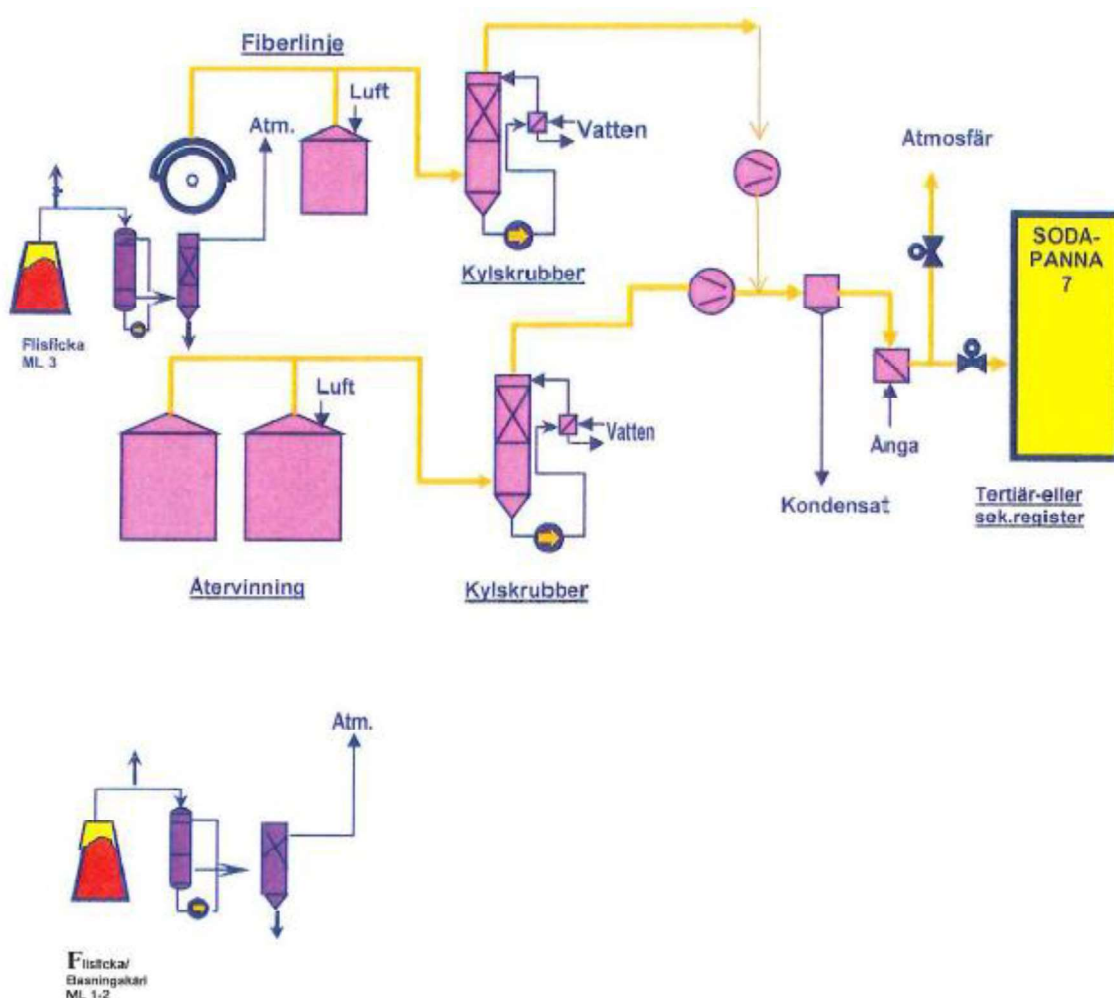 Fiberlinje
Luft
Atm.
Vatten
Kylskrubber
Atmosfär
SODA-
PANNA
7
Flisficka
ML 3
Luft
Vatten
Ånga
Kondensat
Tertiär-eller
sek.register
Återvinning
Kylskrubber
Atm.
Flisficka/
Basningskärl
ML 1-2